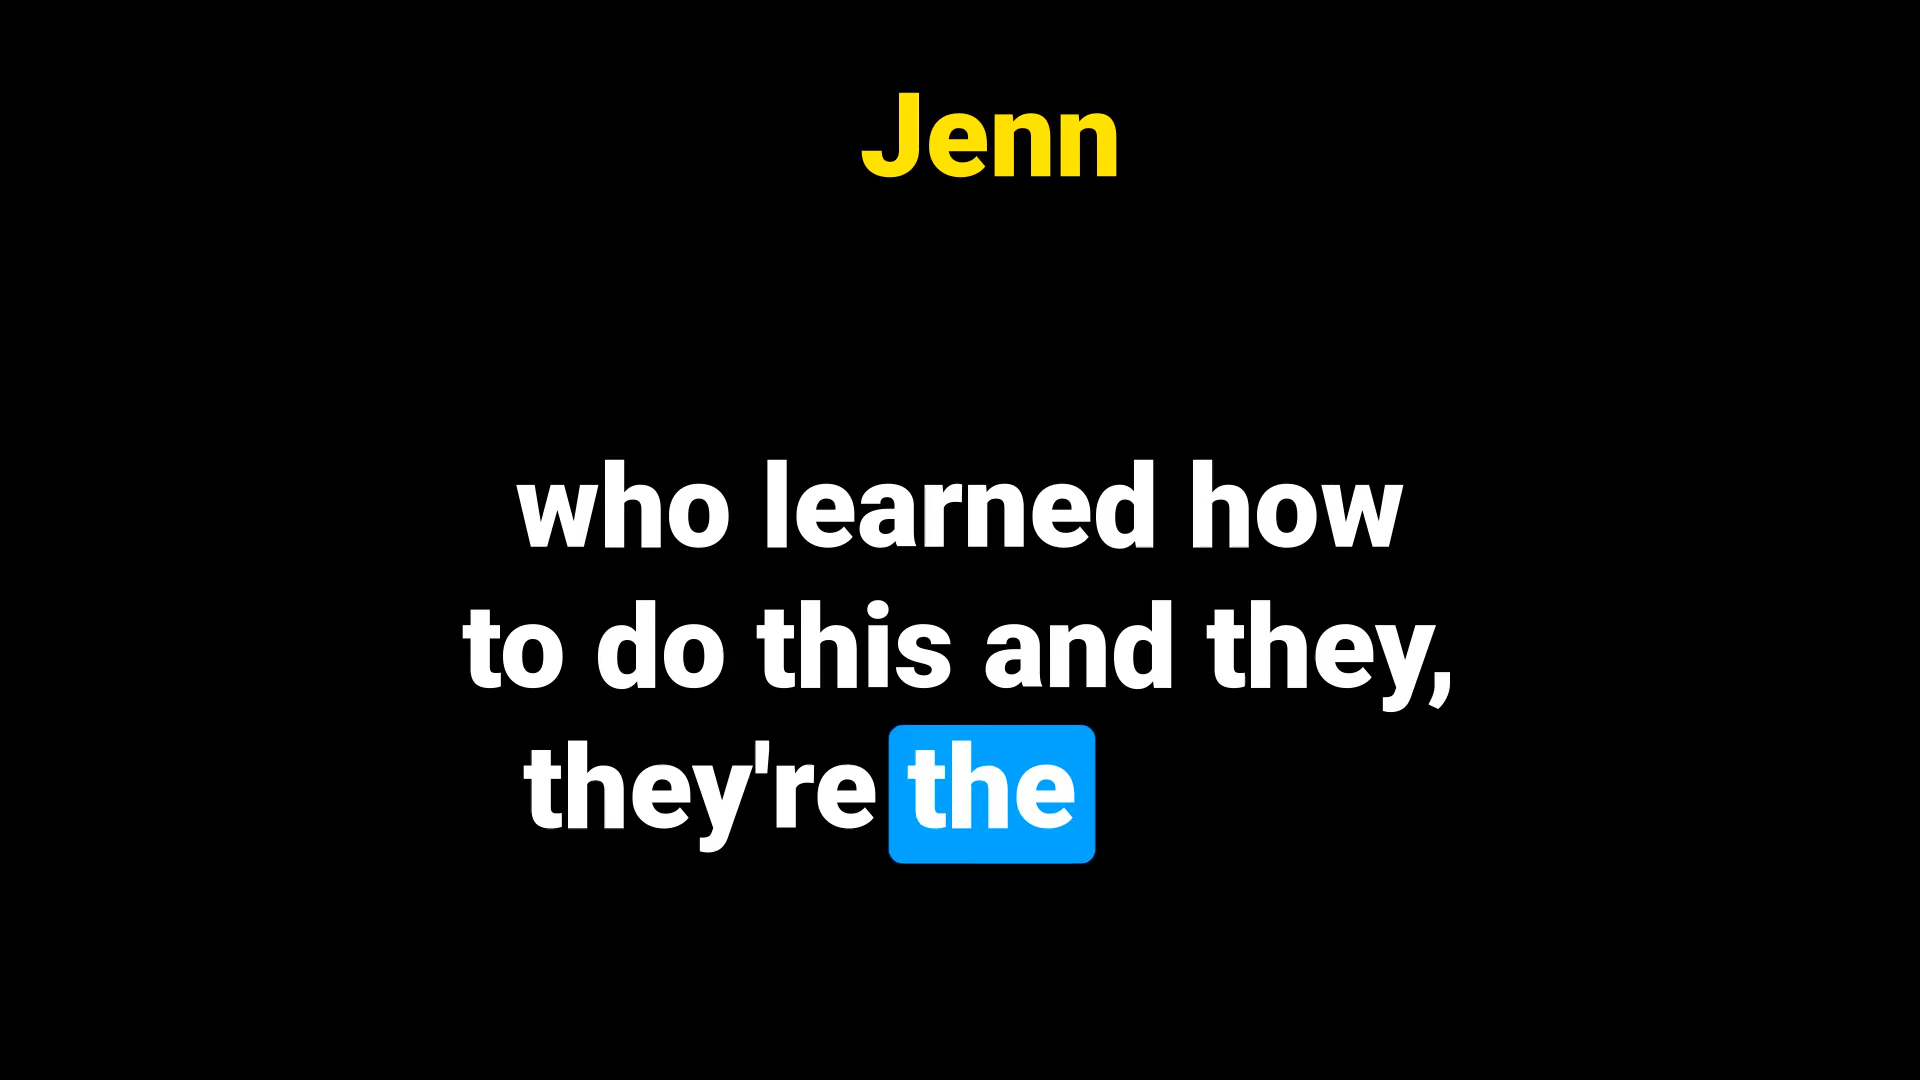 Jenn
who learned how
to do this and they,
they're the